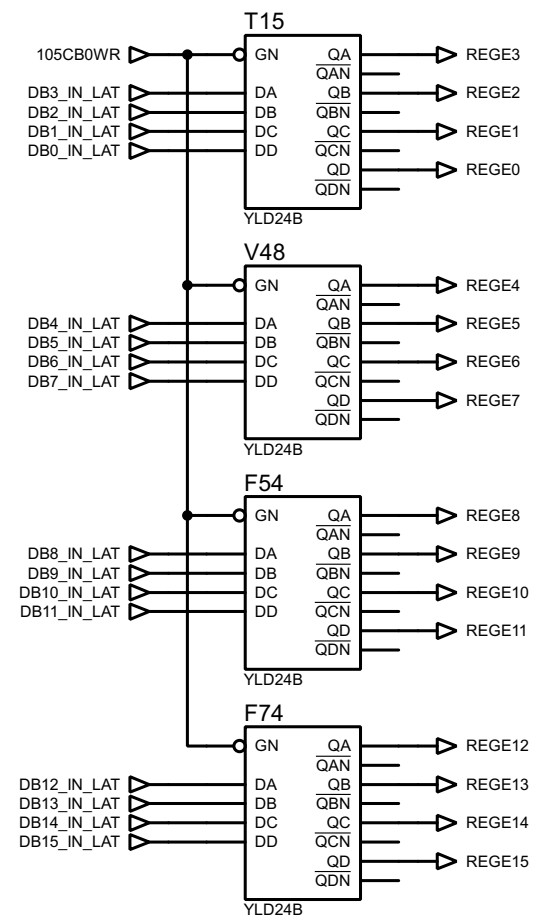 T15
105CB0WR GN QA REGE3
QAN
DB3_IN_LAT DA QB REGE2
DB2_IN_LAT DB QBN
DB1_IN_LAT DC QC REGE1
DB0_IN_LAT DD QCN
QD REGE0
QDN
YLD24B
V48
GN QA REGE4
QAN
DB4_IN_LAT DA QB REGE5
DB5_IN_LAT DB QBN
DB6_IN_LAT DC QC REGE6
DB7_IN_LAT DD QCN
QD REGE7
QDN
YLD24B
F54
GN QA REGE8
QAN
DB8_IN_LAT DA QB REGE9
DB9_IN_LAT DB QBN
DB10_IN_LAT DC QC REGE10
DB11_IN_LAT DD QCN
QD REGE11
QDN
YLD24B
F74
GN QA REGE12
QAN
DB12_IN_LAT DA QB REGE13
DB13_IN_LAT DB QBN
DB14_IN_LAT DC QC REGE14
DB15_IN_LAT DD QCN
QD REGE15
QDN
YLD24B